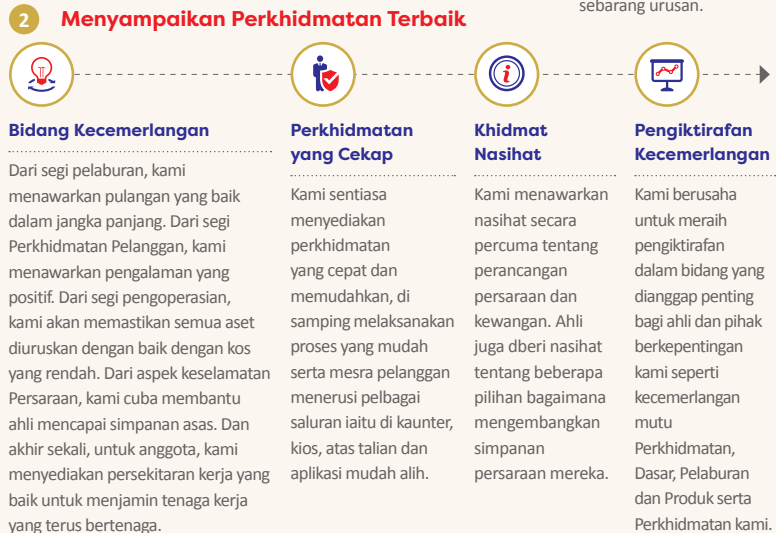 sebarang urusan.
2 Menyampaikan Perkhidmatan Terbaik
Bidang Kecemerlangan
Dari segi pelaburan, kami
menawarkan pulangan yang baik
dalam jangka panjang. Dari segi
Perkhidmatan Pelanggan, kami
menawarkan pengalaman yang
positif. Dari segi pengoperasian,
kami akan memastikan semua aset
diuruskan dengan baik dengan kos
yang rendah. Dari aspek keselamatan
Persaraan, kami cuba membantu
ahli mencapai simpanan asas. Dan
akhir sekali, untuk anggota, kami
menyediakan persekitaran kerja yang
baik untuk menjamin tenaga kerja
yang terus bertenaga.
Perkhidmatan
yang Cekap
Kami sentiasa
menyediakan
perkhidmatan
yang cepat dan
memudahkan, di
samping melaksanakan
proses yang mudah
serta mesra pelanggan
menerusi pelbagai
saluran iaitu di kaunter,
kios, atas talian dan
aplikasi mudah alih.
i
Khidmat
Nasihat
Kami menawarkan
nasihat secara
percuma tentang
perancangan
persaraan dan
kewangan. Ahli
juga dberi nasihat
tentang beberapa
pilihan bagaimana
mengembangkan
simpanan
persaraan mereka.
Pengiktirafan
Kecemerlangan
Kami berusaha
untuk meraih
pengiktirafan
dalam bidang yang
dianggap penting
bagi ahli dan pihak
berkepentingan
kami seperti
kecemerlangan
mutu
Perkhidmatan,
Dasar, Pelaburan
dan Produk serta
Perkhidmatan kami.